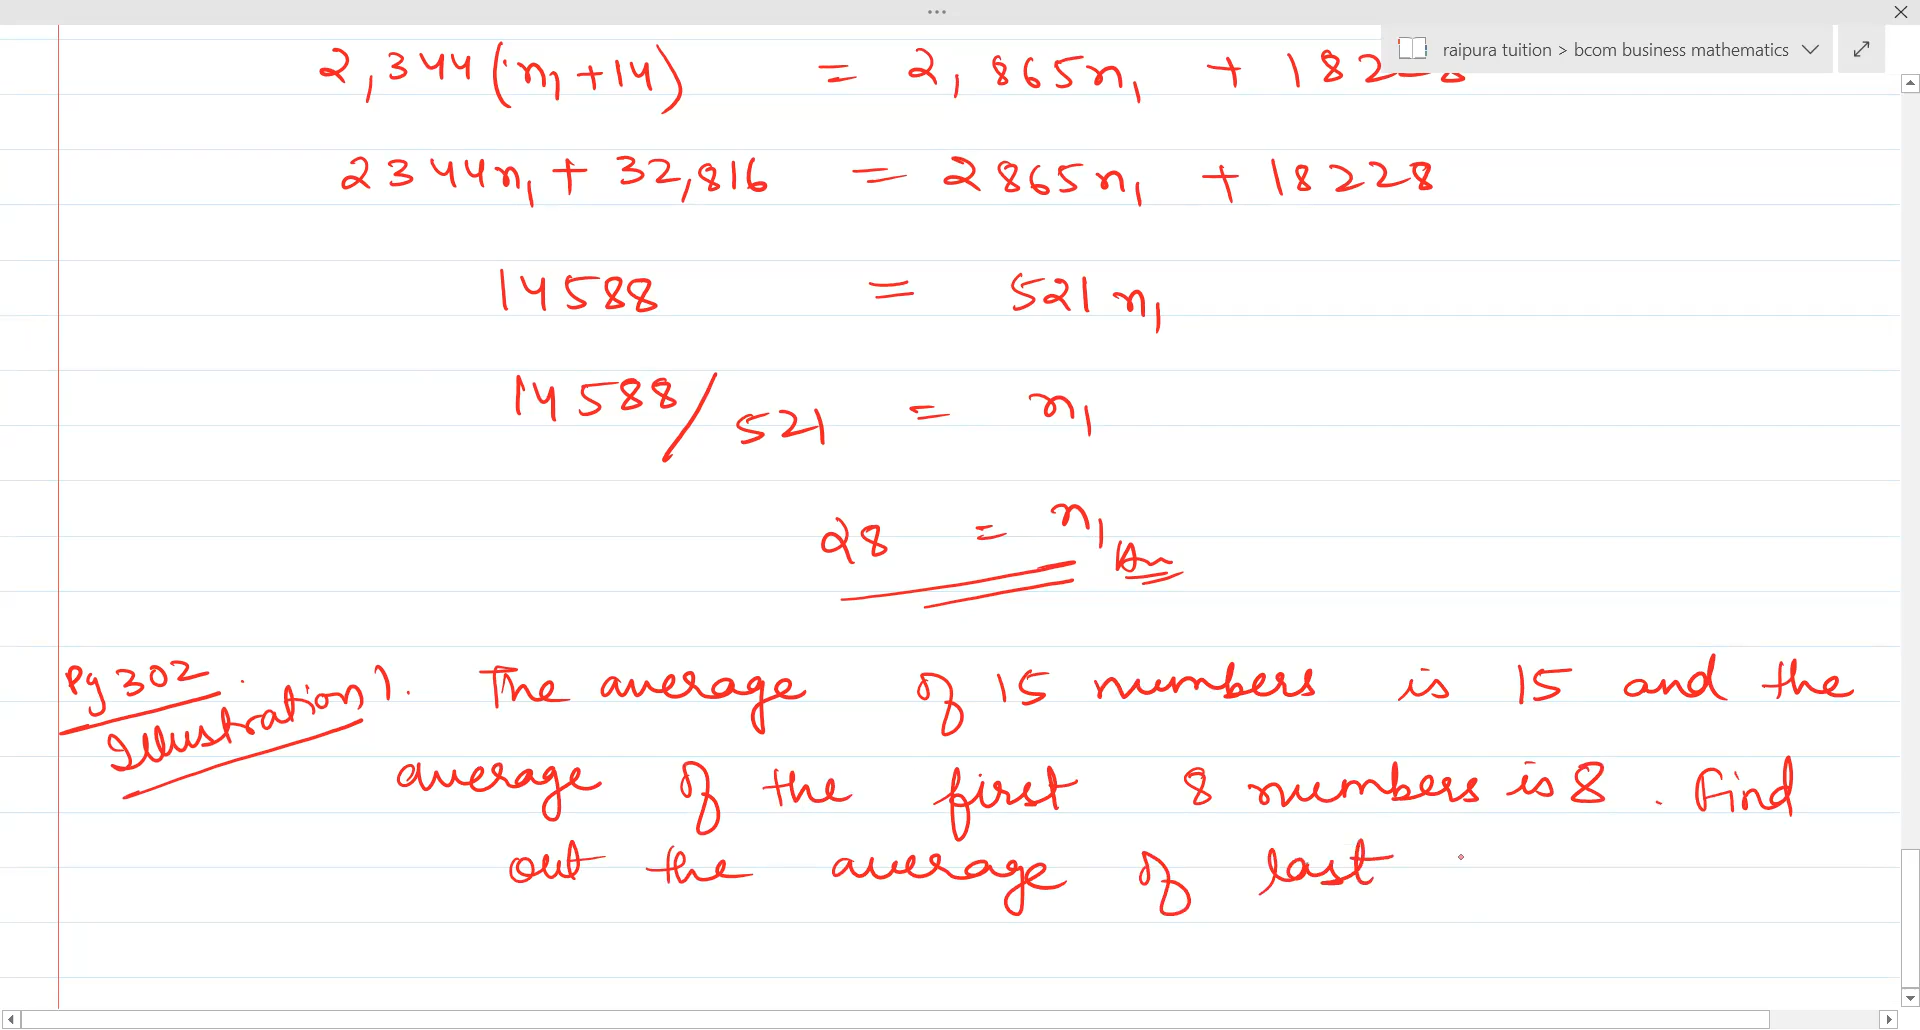 raipura tuition > bcom business mathematics
2,344(n₁+14) = 2,865n₁ + 18228
2344n₁ + 32,816 = 2865n₁ + 18228
14588 = 521n₁
14588/521 = n₁
28 = n₁ Ans
Pg 302
Illustration 1. The average of 15 numbers is 15 and the
average of the first 8 numbers is 8. Find
out the average of last